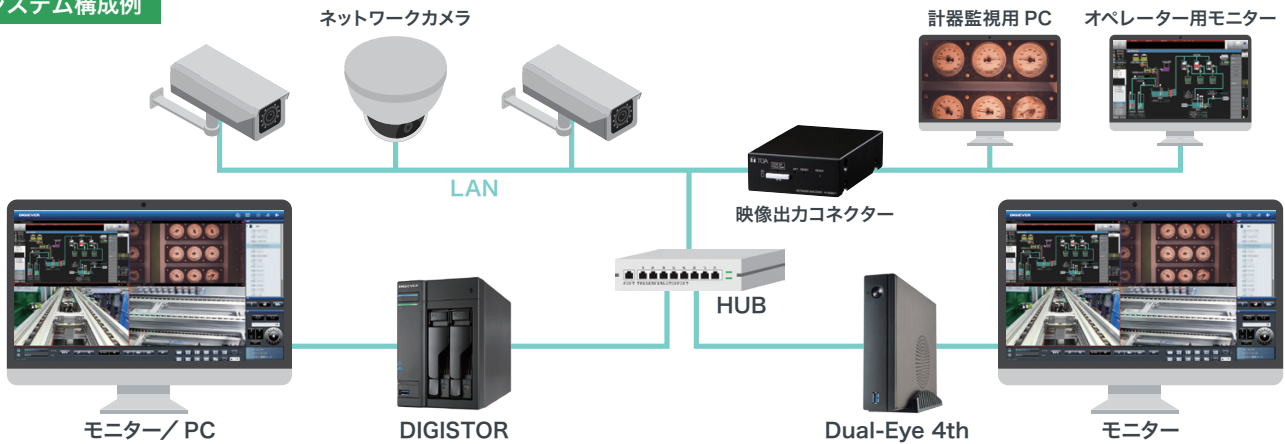 システム構成例
ネットワークカメラ
計器監視用 PC
オペレーター用モニター
TOA
LAN
映像出力コネクター
DIGIEVER
DIGIEVER
DIGIEVER
HUB
モニター/ PC
DIGISTOR
Dual-Eye 4th
モニター